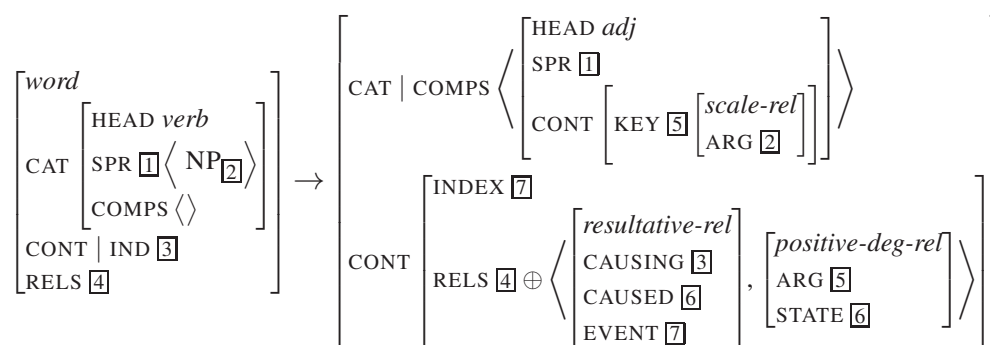 word
CAT HEAD verb
SPR 1 ⟨ NP2 ⟩
COMPS ⟨⟩
CONT | IND 3
RELS 4
→
CAT | COMPS ⟨ HEAD adj
SPR 1
CONT KEY 5 scale-rel
ARG 2 ⟩
CONT INDEX 7
RELS 4 ⊕ ⟨ resultative-rel
CAUSING 3
CAUSED 6
EVENT 7 ,
positive-deg-rel
ARG 5
STATE 6 ⟩